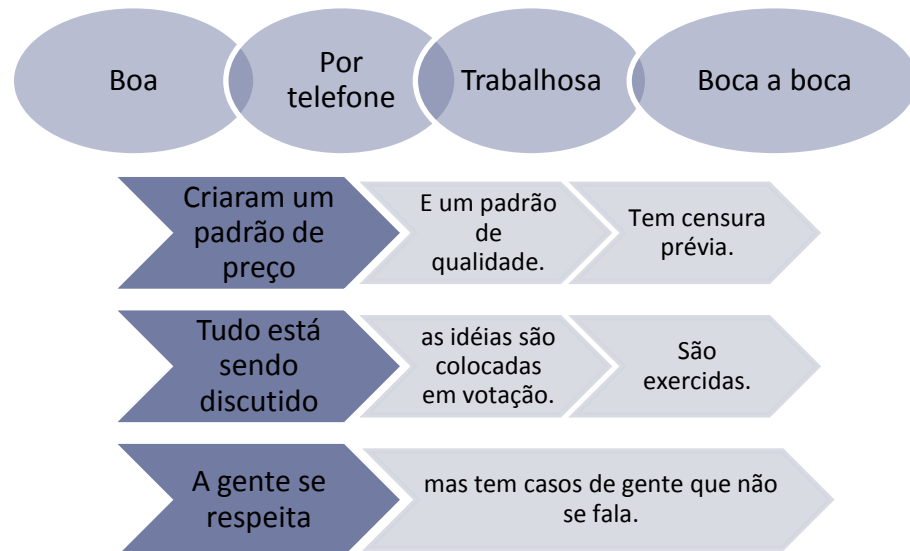 Boa
Por
telefone
Trabalhosa
Boca a boca
Criaram um
padrão de
preço
E um padrão
de
qualidade.
Tem censura
prévia.
Tudo está
sendo
discutido
as idéias são
colocadas
em votação.
São
exercidas.
A gente se
respeita
mas tem casos de gente que não
se fala.